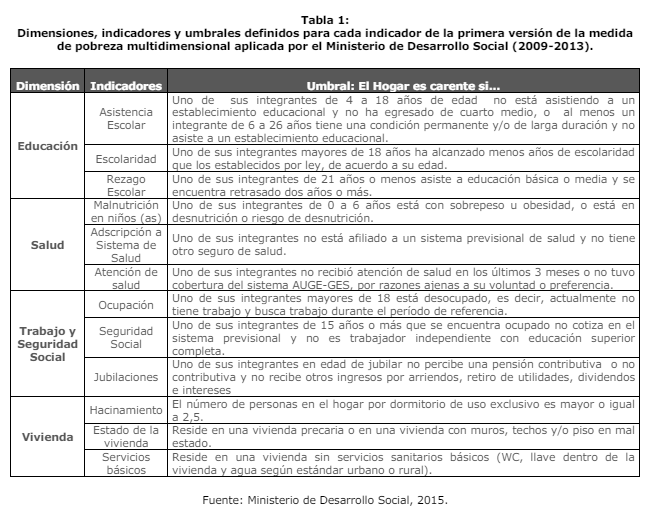 Tabla 1:
Dimensiones, indicadores y umbrales definidos para cada indicador de la primera versión de la medida
de pobreza multidimensional aplicada por el Ministerio de Desarrollo Social (2009-2013).
Dimensión Indicadores Umbral: El Hogar es carente si...
Educación
Asistencia
Escolar
Uno de sus integrantes de 4 a 18 años de edad no está asistiendo a un
establecimiento educacional y no ha egresado de cuarto medio, o al menos un
integrante de 6 a 26 años tiene una condición permanente y/o de larga duración y no
asiste a un establecimiento educacional.
Escolaridad
Uno de sus integrantes mayores de 18 años ha alcanzado menos años de escolaridad
que los establecidos por ley, de acuerdo a su edad.
Rezago
Escolar
Uno de sus integrantes de 21 años o menos asiste a educación básica o media y se
encuentra retrasado dos años o más.
Salud
Malnutrición
en niños (as)
Uno de sus integrantes de 0 a 6 años está con sobrepeso u obesidad, o está en
desnutrición o riesgo de desnutrición.
Adscripción a
Sistema de
Salud
Uno de sus integrantes no está afiliado a un sistema previsional de salud y no tiene
otro seguro de salud.
Atención de
salud
Uno de sus integrantes no recibió atención de salud en los últimos 3 meses o no tuvo
cobertura del sistema AUGE-GES, por razones ajenas a su voluntad o preferencia.
Trabajo y
Seguridad
Social
Ocupación
Uno de sus integrantes mayores de 18 está desocupado, es decir, actualmente no
tiene trabajo y busca trabajo durante el período de referencia.
Seguridad
Social
Uno de sus integrantes de 15 años o más que se encuentra ocupado no cotiza en el
sistema previsional y no es trabajador independiente con educación superior
completa.
Jubilaciones
Uno de sus integrantes en edad de jubilar no percibe una pensión contributiva o no
contributiva y no recibe otros ingresos por arriendos, retiro de utilidades, dividendos
e intereses
Vivienda
Hacinamiento
El número de personas en el hogar por dormitorio de uso exclusivo es mayor o igual
a 2,5.
Estado de la
vivienda
Reside en una vivienda precaria o en una vivienda con muros, techos y/o piso en mal
estado.
Servicios
básicos
Reside en una vivienda sin servicios sanitarios básicos (WC, llave dentro de la
vivienda y agua según estándar urbano o rural).
Fuente: Ministerio de Desarrollo Social, 2015.